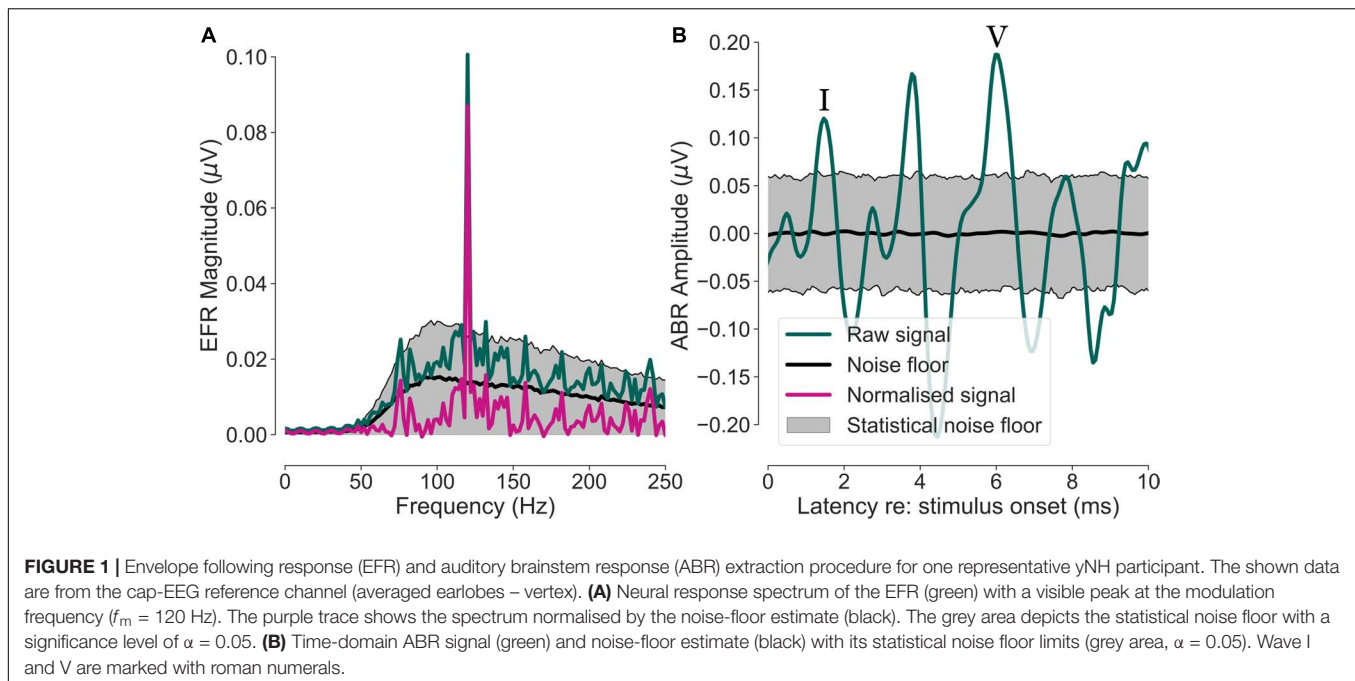 A
EFR Magnitude (μV)
0.10
0.08
0.06
0.04
0.02
0.00
0
50
100
150
200
250
Frequency (Hz)
B
ABR Amplitude (μV)
0.20
0.15
0.10
0.05
0.00
−0.05
−0.10
−0.15
−0.20
I
V
Raw signal
Noise floor
Normalised signal
Statistical noise floor
0
2
4
6
8
10
Latency re: stimulus onset (ms)
FIGURE 1 | Envelope following response (EFR) and auditory brainstem response (ABR) extraction procedure for one representative yNH participant. The shown data
are from the cap-EEG reference channel (averaged earlobes – vertex). (A) Neural response spectrum of the EFR (green) with a visible peak at the modulation
frequency (fm = 120 Hz). The purple trace shows the spectrum normalised by the noise-floor estimate (black). The grey area depicts the statistical noise floor with a
significance level of α = 0.05. (B) Time-domain ABR signal (green) and noise-floor estimate (black) with its statistical noise floor limits (grey area, α = 0.05). Wave I
and V are marked with roman numerals.